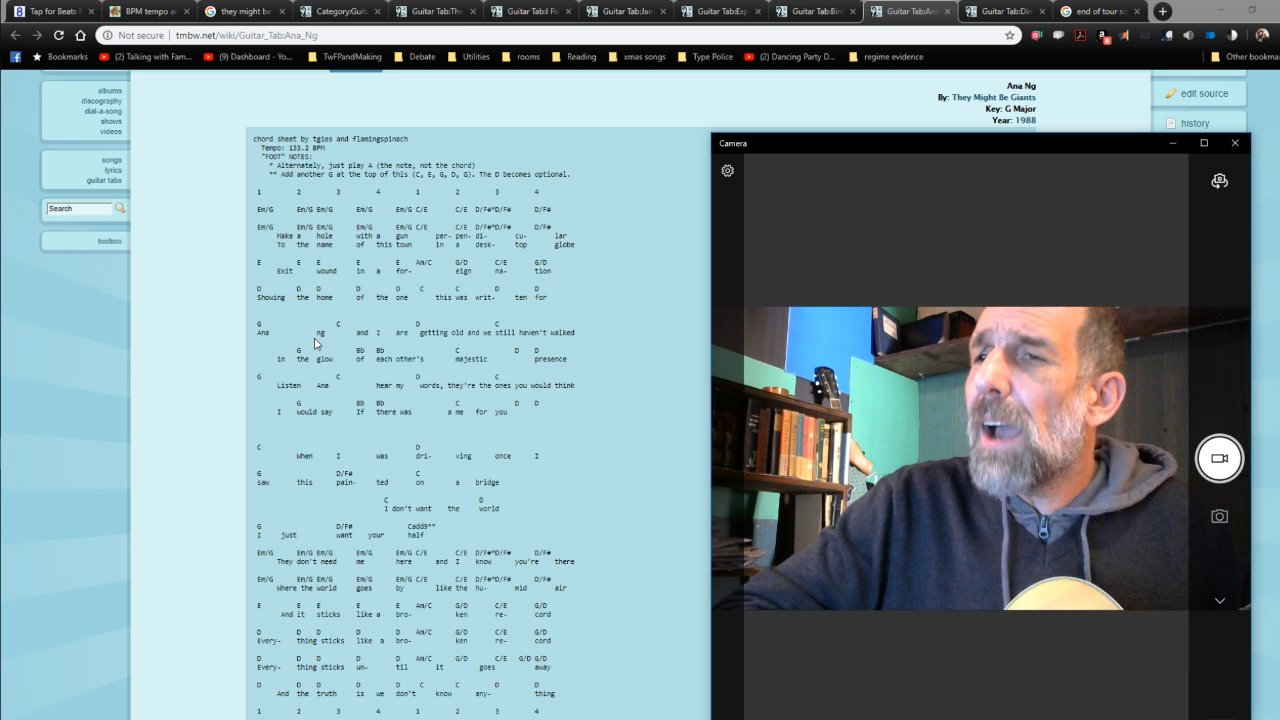 Tap for Beats F
BPM tempo ar
they might be
Category:Guit
Guitar Tab:The
Guitar Tab:I Pa
Guitar Tab:Jan
Guitar Tab:Exp
Guitar Tab:Bir
Guitar Tab:Ana
Guitar Tab:Din
end of tour so
Not secure | tmbw.net/wiki/Guitar_Tab:Ana_Ng
Bookmarks (2) Talking with Fam... (9) Dashboard - Yo... TwFPandMaking Debate Utilities rooms Reading xmas songs Type Police (2) Dancing Party D... regime evidence Other bookma
albums
discography
dial-a-song
shows
videos
songs
lyrics
guitar tabs
Search
toolbox
Ana Ng
By: They Might Be Giants
Key: G Major
Year: 1988
edit source
history
chord sheet by tgies and flamingspinach
Tempo: 133.2 BPM
"FOOT" NOTES:
* Alternately, just play A (the note, not the chord)
** Add another G at the top of this (C, E, G, D, G). The D becomes optional.
1 2 3 4 1 2 3 4
Em/G Em/G Em/G Em/G Em/G C/E C/E D/F#*D/F# D/F#
Em/G Em/G Em/G Em/G Em/G C/E C/E D/F#*D/F# D/F#
Make a hole with a gun per- pen- di- cu- lar
To the name of this town in a desk- top globe
E E E E E Am/C G/D C/E G/D
Exit wound in a for- eign na- tion
D D D D D C C D D
Showing the home of the one this was writ- ten for
G C D C
Ana ng and I are getting old and we still haven't walked
G Bb Bb C D D
in the glow of each other's majestic presence
G C D C
Listen Ana hear my words, they're the ones you would think
G Bb Bb C D D
I would say If there was a me for you
C D
When I was dri- ving once I
G D/F# C
saw this pain- ted on a bridge
C D
I don't want the world
G D/F# Cadd9**
I just want your half
Em/G Em/G Em/G Em/G Em/G C/E C/E D/F#*D/F# D/F#
They don't need me here and I know you're there
Em/G Em/G Em/G Em/G Em/G C/E C/E D/F#*D/F# D/F#
Where the world goes by like the hu- mid air
E E E E E Am/C G/D C/E G/D
And it sticks like a bro- ken re- cord
D D D D D Am/C G/D C/E G/D
Every- thing sticks like a bro- ken re- cord
D D D D D Am/C G/D C/E G/D G/D
Every- thing sticks un- til it goes away
D D D D D C C D D
And the truth is we don't know any- thing
1 2 3 4 1 2 3 4
Camera